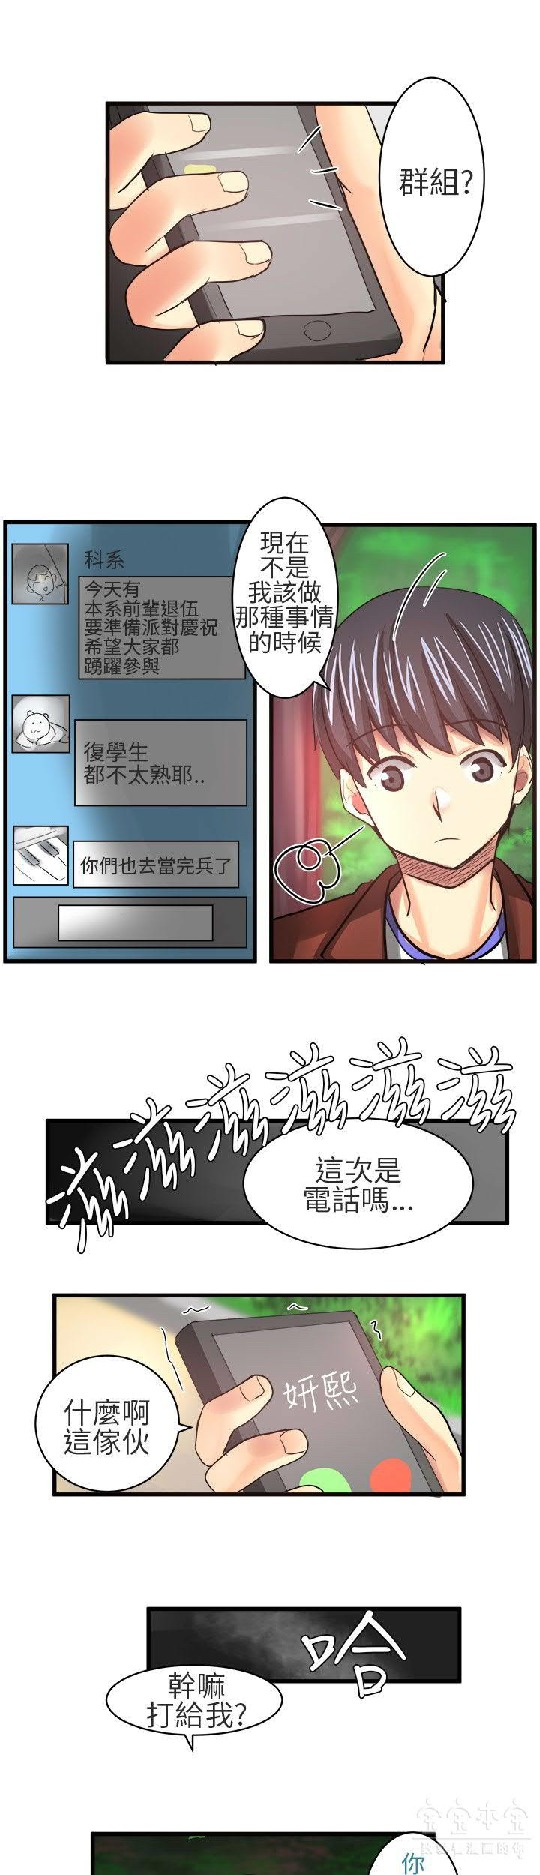 群組?
現在
不是
我該做
那種事情
的時候
科系
今天有
本系前輩退伍
要準備派對慶祝
希望大家都
踴躍參與
復學生
都不太熟耶..
你們也去當完兵了
滋滋滋滋滋滋
這次是
電話嗎...
什麼啊
這傢伙
妍熙
哈
幹嘛
打給我?
你